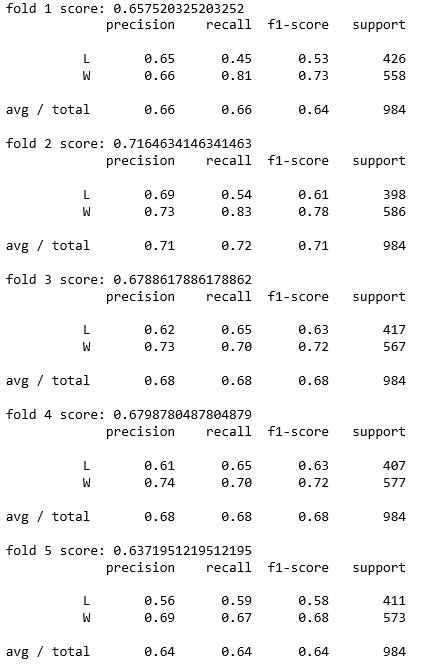 fold 1 score: 0.657520325203252
precision recall f1-score support
L 0.65 0.45 0.53 426
W 0.66 0.81 0.73 558
avg / total 0.66 0.66 0.64 984
fold 2 score: 0.7164634146341463
precision recall f1-score support
L 0.69 0.54 0.61 398
W 0.73 0.83 0.78 586
avg / total 0.71 0.72 0.71 984
fold 3 score: 0.6788617886178862
precision recall f1-score support
L 0.62 0.65 0.63 417
W 0.73 0.70 0.72 567
avg / total 0.68 0.68 0.68 984
fold 4 score: 0.6798780487804879
precision recall f1-score support
L 0.61 0.65 0.63 407
W 0.74 0.70 0.72 577
avg / total 0.68 0.68 0.68 984
fold 5 score: 0.6371951219512195
precision recall f1-score support
L 0.56 0.59 0.58 411
W 0.69 0.67 0.68 573
avg / total 0.64 0.64 0.64 984